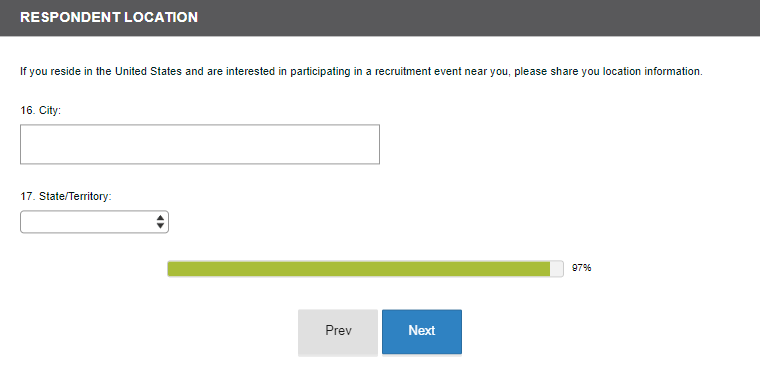 RESPONDENT LOCATION
If you reside in the United States and are interested in participating in a recruitment event near you, please share you location information.
16. City:
17. State/Territory:
97%
Prev Next